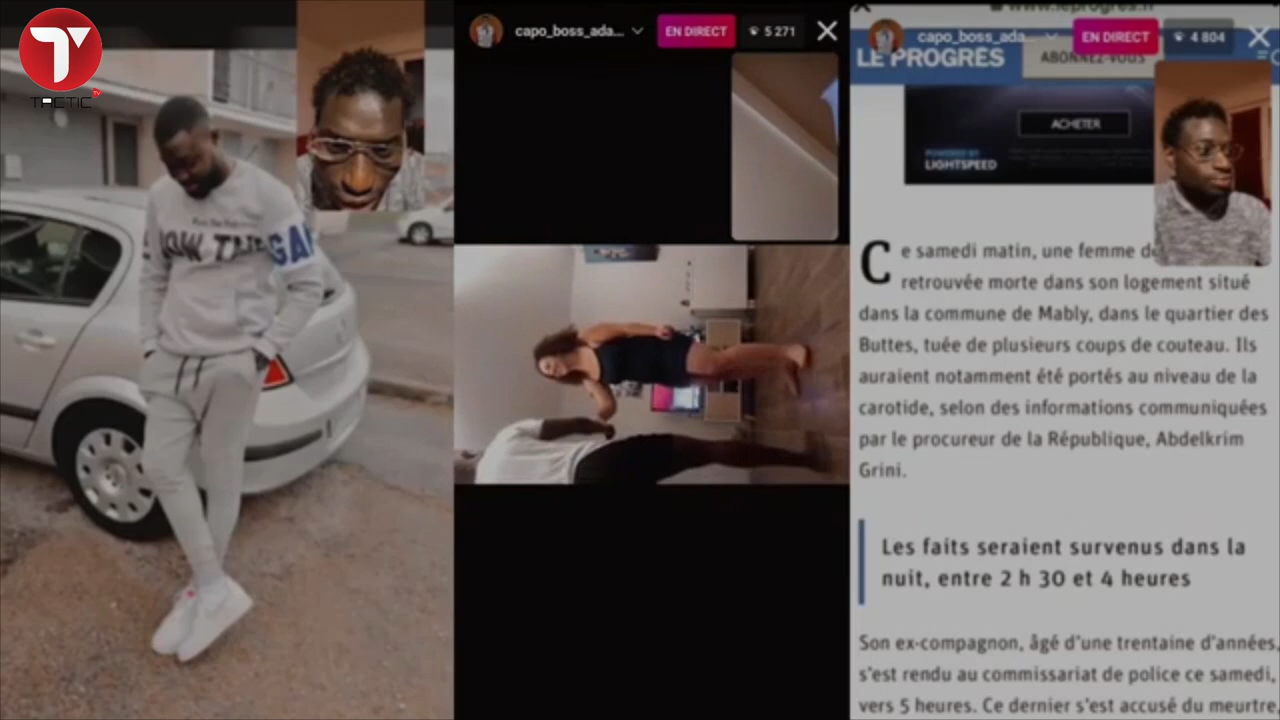 TACTIC TV
NOW THE GAN
capo_boss_ada...
EN DIRECT
5 271
www.leprogres.fr
capo_boss_ada...
EN DIRECT
4 804
LE PROGRÈS
ABONNEZ-VOUS
ACHETER
POWERED BY
LIGHTSPEED
Ce samedi matin, une femme de
retrouvée morte dans son logement situé
dans la commune de Mably, dans le quartier des
Buttes, tuée de plusieurs coups de couteau. Ils
auraient notamment été portés au niveau de la
carotide, selon des informations communiquées
par le procureur de la République, Abdelkrim
Grini.
Les faits seraient survenus dans la
nuit, entre 2 h 30 et 4 heures
Son ex-compagnon, âgé d'une trentaine d'années,
s'est rendu au commissariat de police ce samedi,
vers 5 heures. Ce dernier s'est accusé du meurtre,